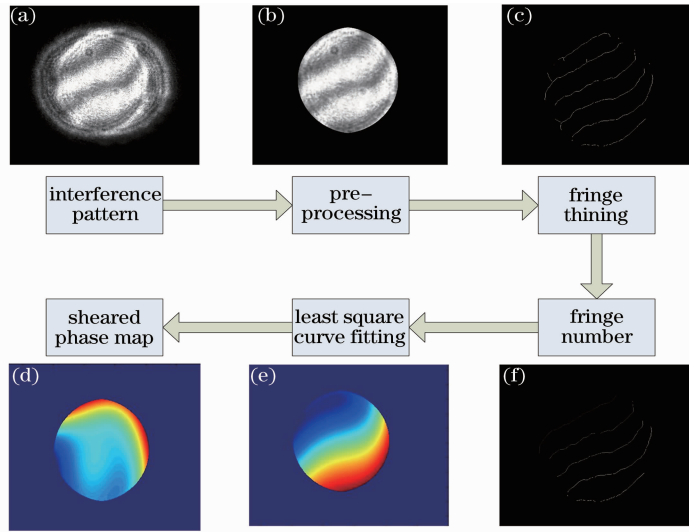 (a)
(b)
(c)
interference
pattern
pre-
processing
fringe
thining
sheared
phase map
least square
curve fitting
fringe
number
(d)
(e)
(f)